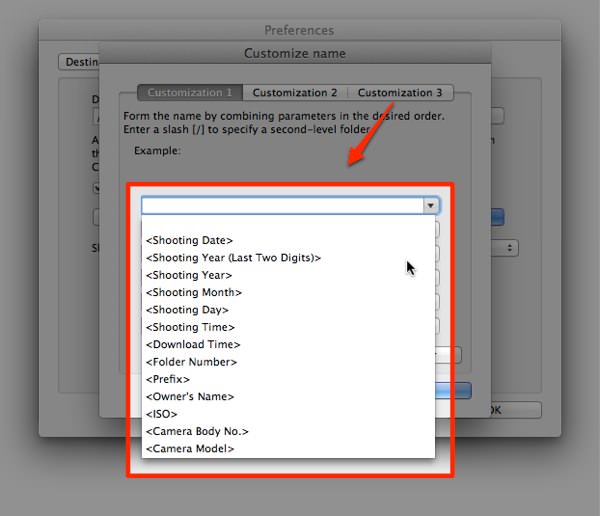 Preferences
Customize name
Destin
Customization 1 Customization 2 Customization 3
Form the name by combining parameters in the desired order.
Enter a slash [/] to specify a second-level folder
Example:
<Shooting Date>
<Shooting Year (Last Two Digits)>
<Shooting Year>
<Shooting Month>
<Shooting Day>
<Shooting Time>
<Download Time>
<Folder Number>
<Prefix>
<Owner's Name>
<ISO>
<Camera Body No.>
<Camera Model>
OK